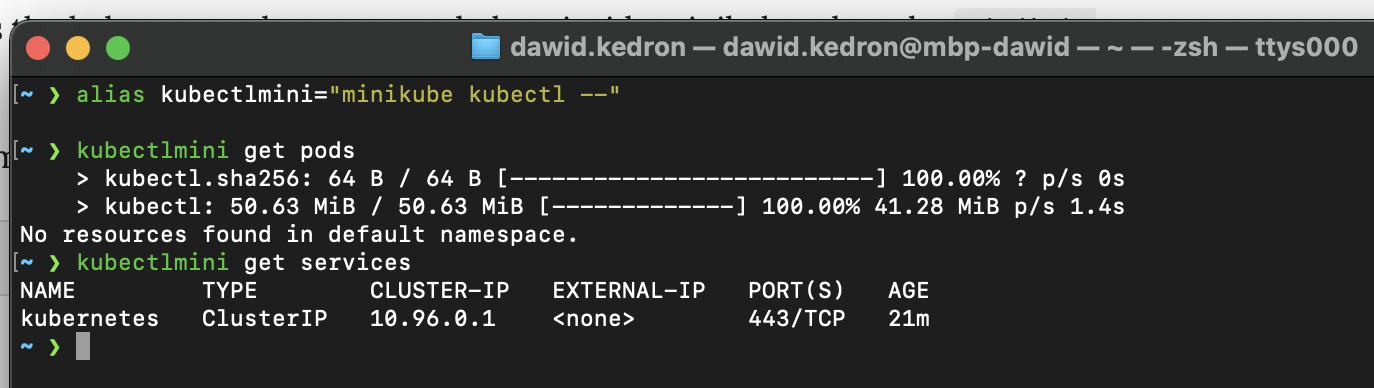 dawid.kedron — dawid.kedron@mbp-dawid — ~ — -zsh — ttys000
[~ ❯ alias kubectlmini="minikube kubectl --"
[~ ❯ kubectlmini get pods
> kubectl.sha256: 64 B / 64 B [--------------------------] 100.00% ? p/s 0s
> kubectl: 50.63 MiB / 50.63 MiB [-------------] 100.00% 41.28 MiB p/s 1.4s
No resources found in default namespace.
[~ ❯ kubectlmini get services
NAME TYPE CLUSTER-IP EXTERNAL-IP PORT(S) AGE
kubernetes ClusterIP 10.96.0.1 <none> 443/TCP 21m
~ ❯